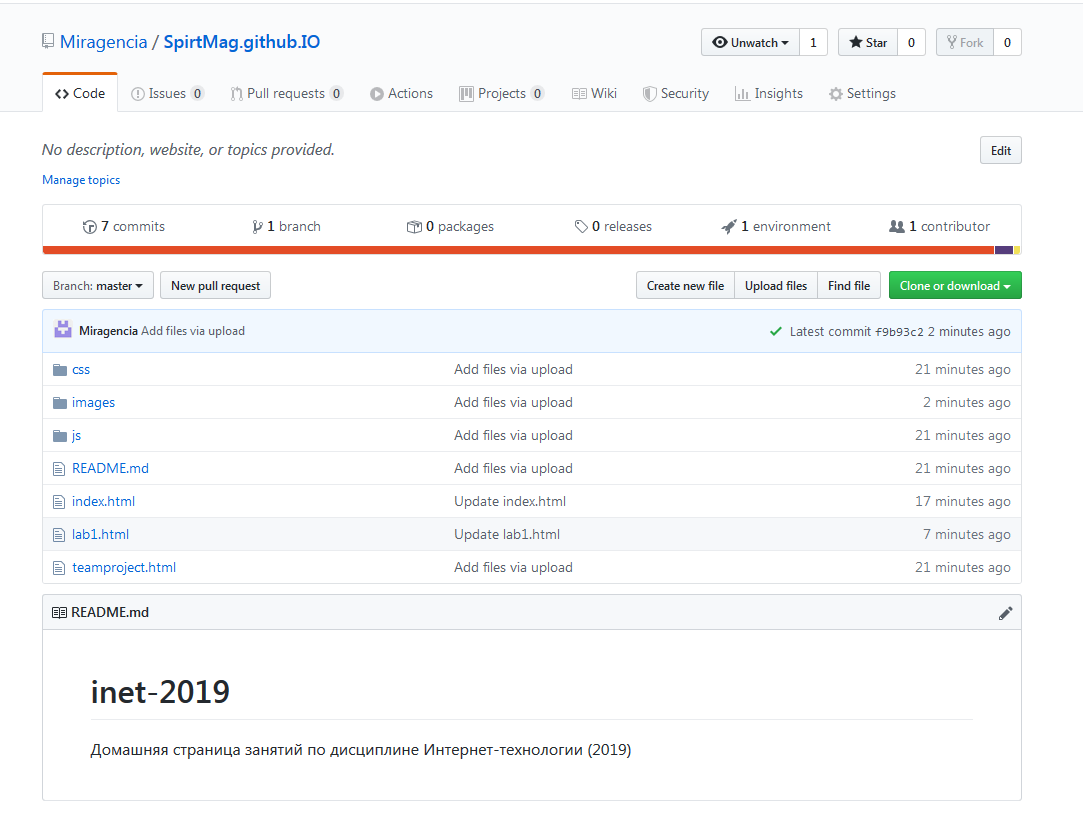 Miragencia / SpirtMag.github.IO
Unwatch 1 Star 0 Fork 0
Code Issues 0 Pull requests 0 Actions Projects 0 Wiki Security Insights Settings
No description, website, or topics provided. Edit
Manage topics
7 commits 1 branch 0 packages 0 releases 1 environment 1 contributor
Branch: master New pull request Create new file Upload files Find file Clone or download
Miragencia Add files via upload Latest commit f9b93c2 2 minutes ago
css Add files via upload 21 minutes ago
images Add files via upload 2 minutes ago
js Add files via upload 21 minutes ago
README.md Add files via upload 21 minutes ago
index.html Update index.html 17 minutes ago
lab1.html Update lab1.html 7 minutes ago
teamproject.html Add files via upload 21 minutes ago
README.md
inet-2019
Домашняя страница занятий по дисциплине Интернет-технологии (2019)